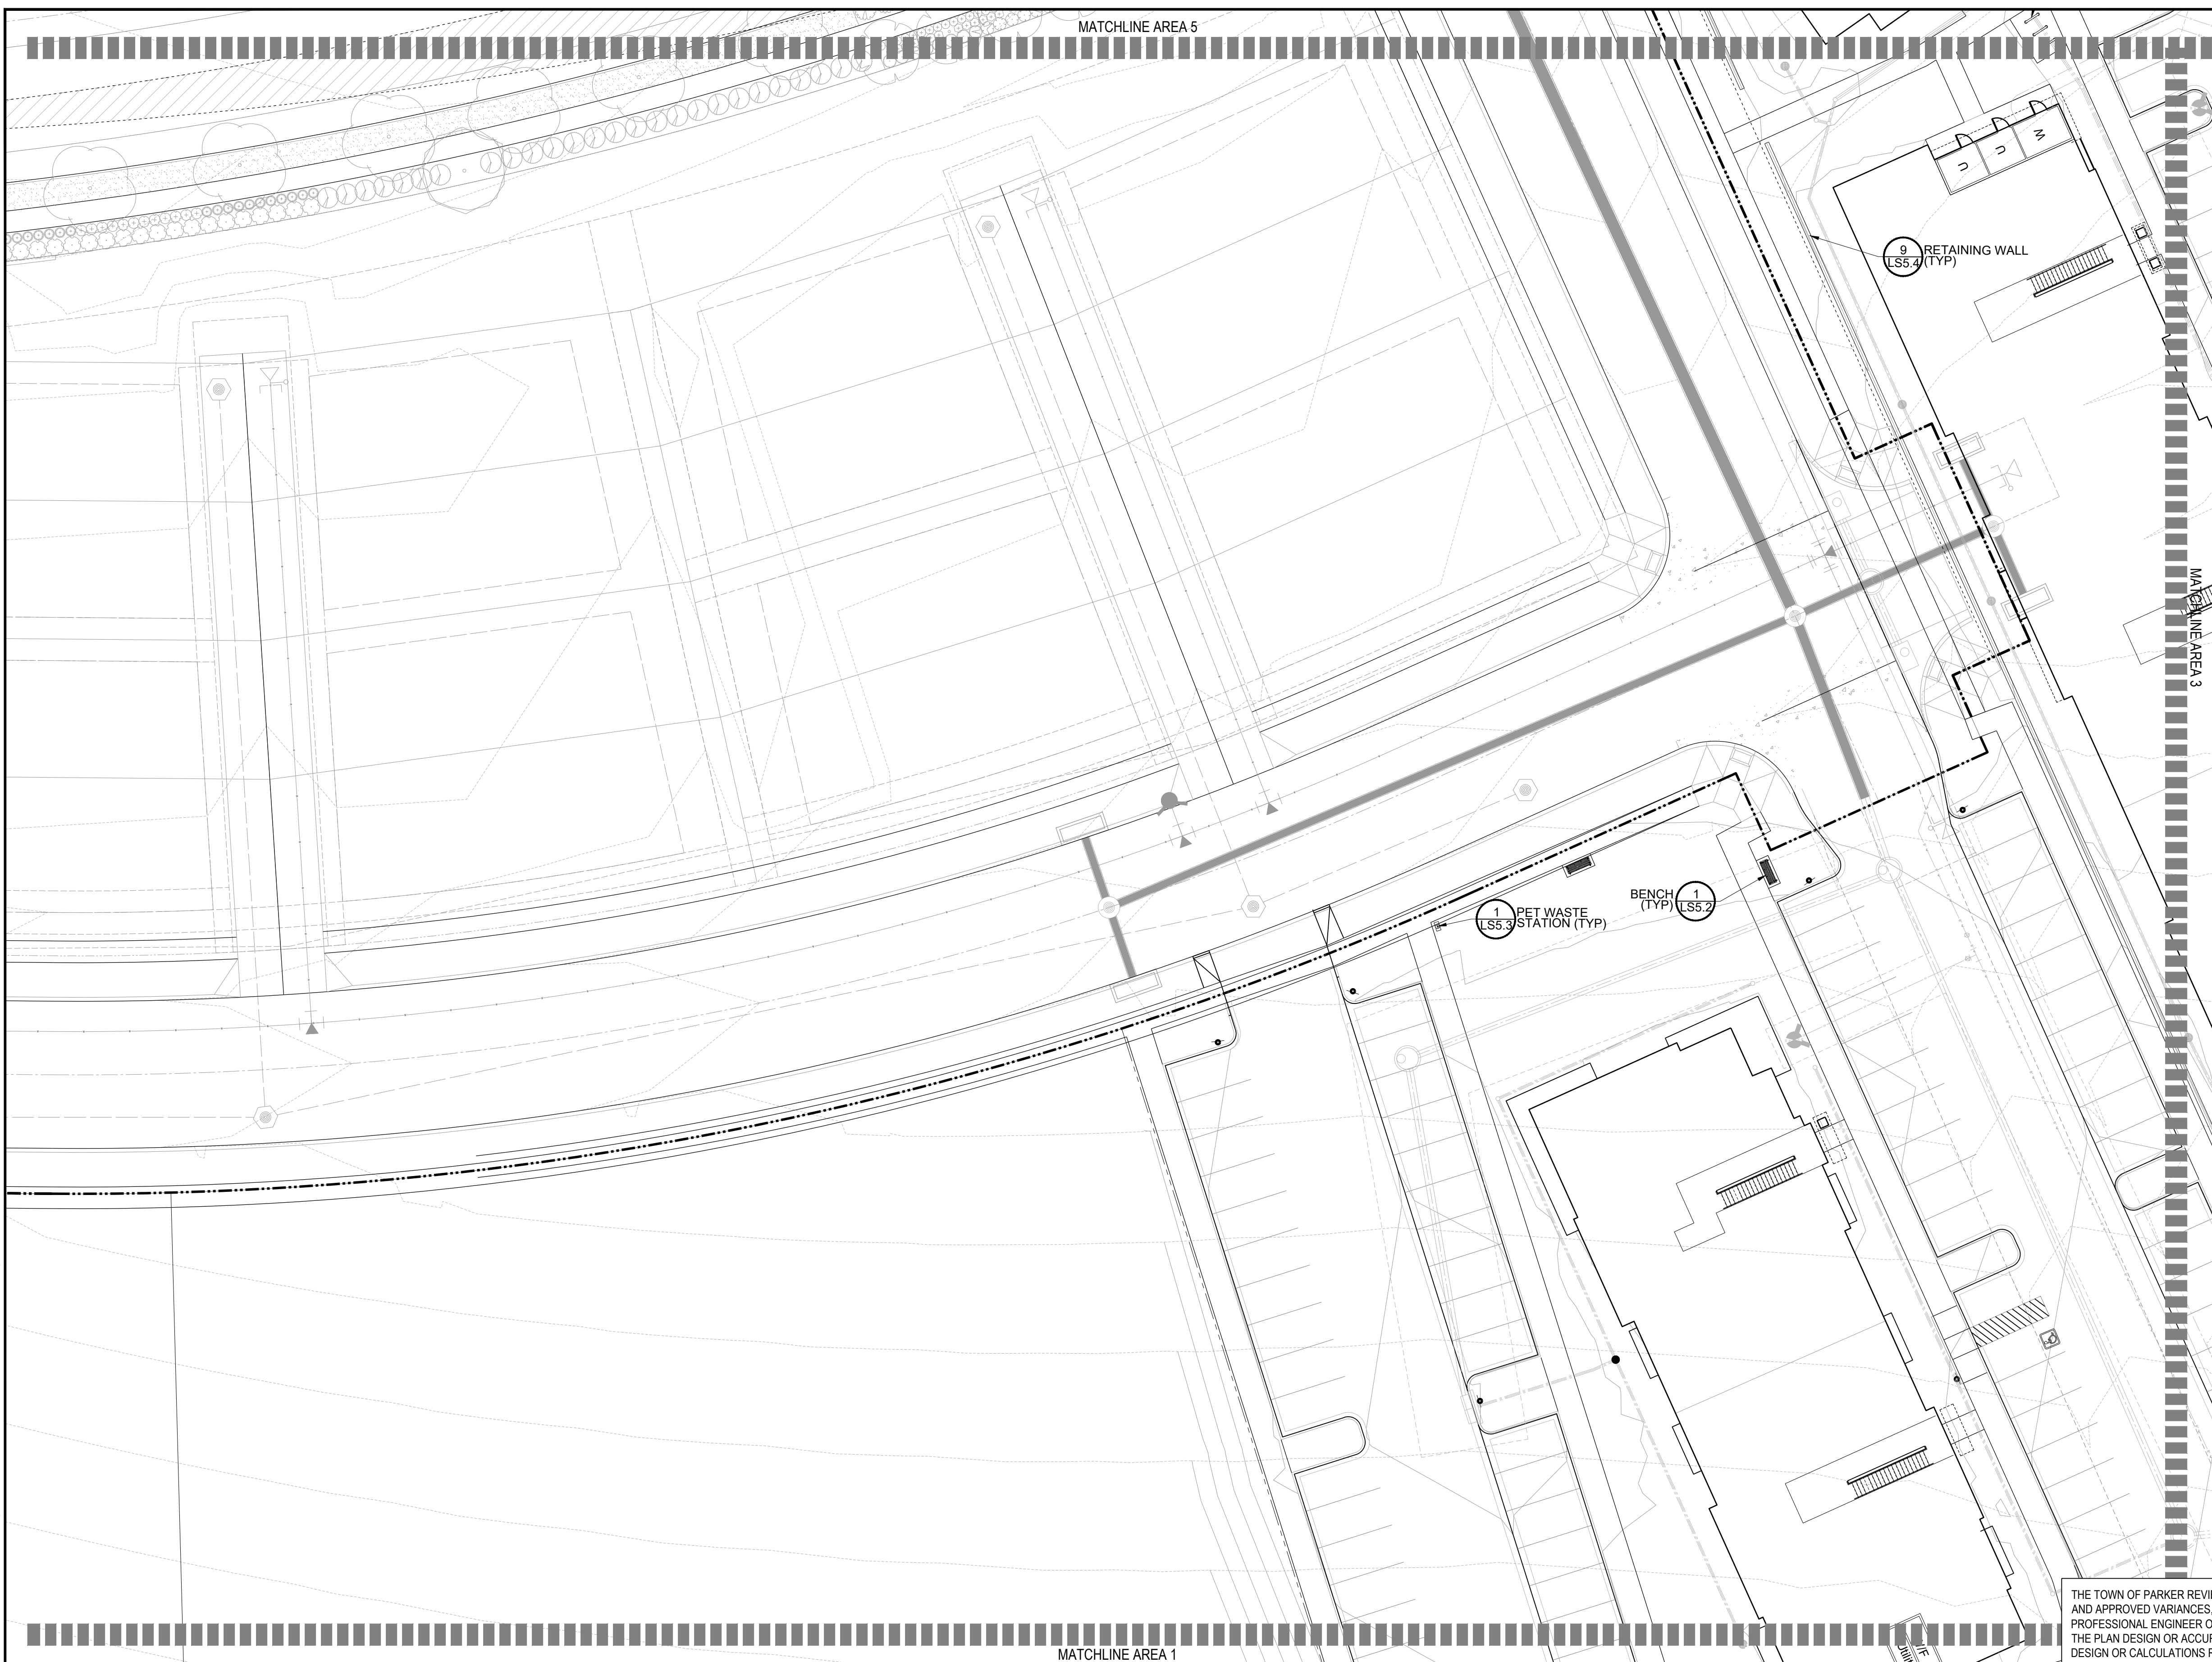 MATCHLINE AREA 5
U
U
M
9
LS5.4
RETAINING WALL
(TYP)
MATCHLINE AREA 3
BENCH
(TYP)
1
LS5.2
1
LS5.3
PET WASTE
STATION (TYP)
THE TOWN OF PARKER
AND APPROVED VARIANCES,
PROFESSIONAL ENGINEER
THE PLAN DESIGN OR
DESIGN OR CALCULATIONS
MATCHLINE AREA 1